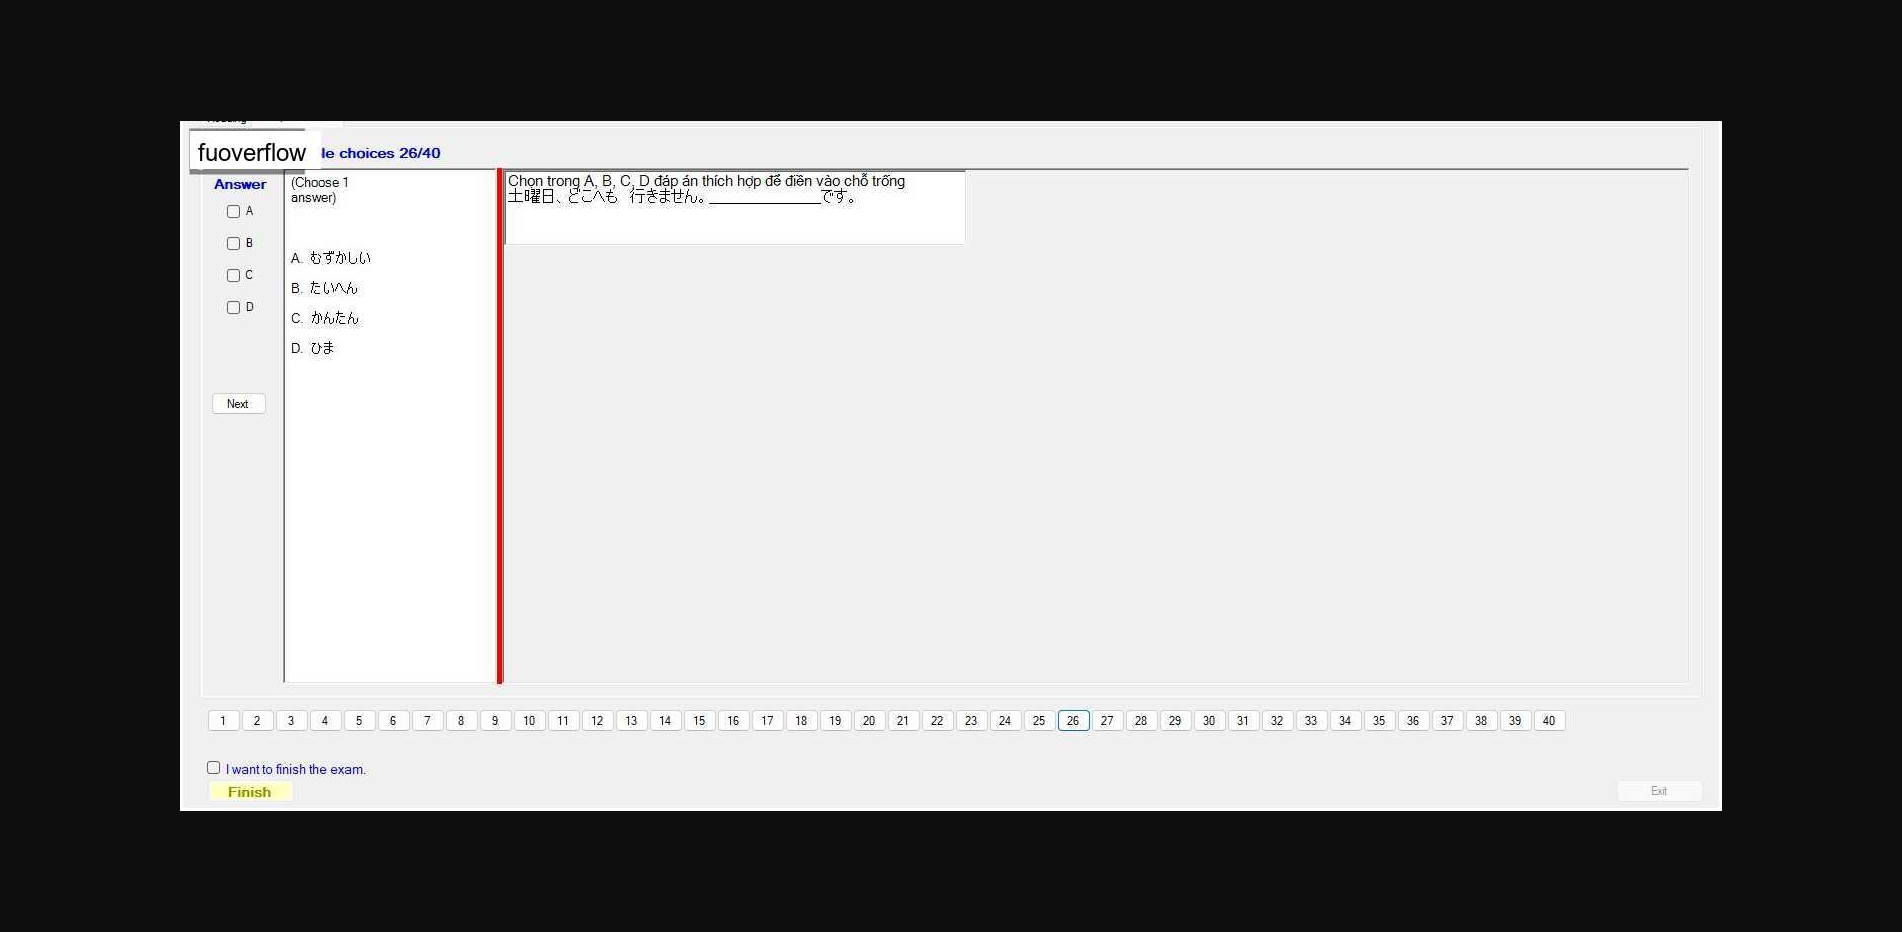 fuoverflow
le choices 26/40
Answer
A
B
C
D
Next
(Choose 1
answer)
A. むずかしい
B. たいへん
C. かんたん
D. ひま
Chọn trong A, B, C, D đáp án thích hợp để điền vào chỗ trống
土曜日、どこへも 行きません。________________です。
1 2 3 4 5 6 7 8 9 10 11 12 13 14 15 16 17 18 19 20 21 22 23 24 25 26 27 28 29 30 31 32 33 34 35 36 37 38 39 40
I want to finish the exam.
Finish
Exit